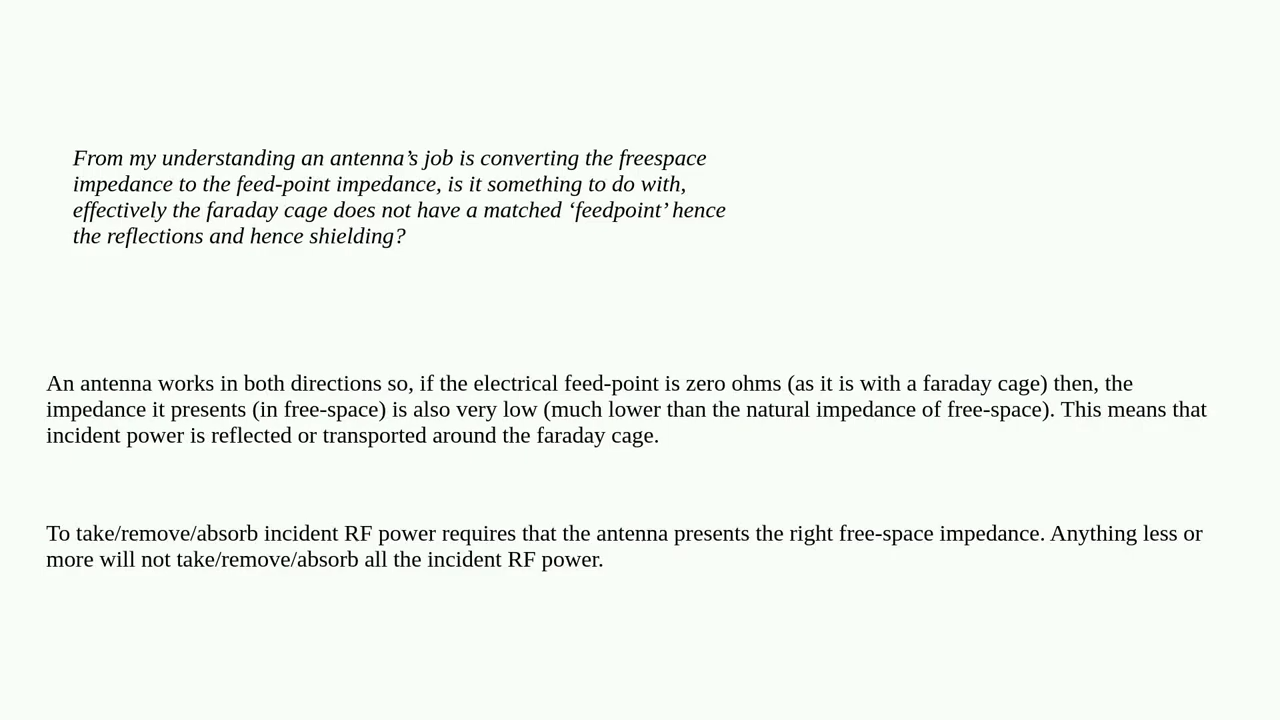 From my understanding an antenna’s job is converting the freespace
impedance to the feed-point impedance, is it something to do with,
effectively the faraday cage does not have a matched ‘feedpoint’ hence
the reflections and hence shielding?
An antenna works in both directions so, if the electrical feed-point is zero ohms (as it is with a faraday cage) then, the
impedance it presents (in free-space) is also very low (much lower than the natural impedance of free-space). This means that
incident power is reflected or transported around the faraday cage.
To take/remove/absorb incident RF power requires that the antenna presents the right free-space impedance. Anything less or
more will not take/remove/absorb all the incident RF power.